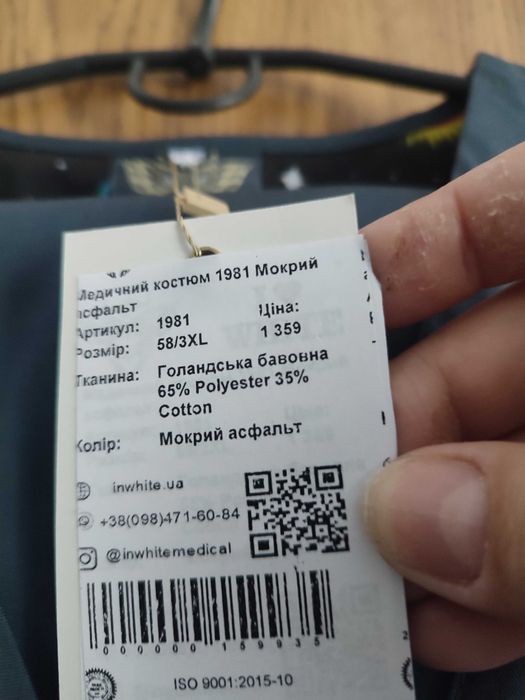 Медичний костюм 1981 Мокрий
асфальт
Артикул: 1981 Ціна:
Розмір: 58/3XL 1 359
Тканина: Голандська бавовна
65% Polyester 35%
Cotton
Колір: Мокрий асфальт
inwhite.ua
+38(098)471-60-84
@inwhitemedical
000000159935
ISO 9001:2015-10